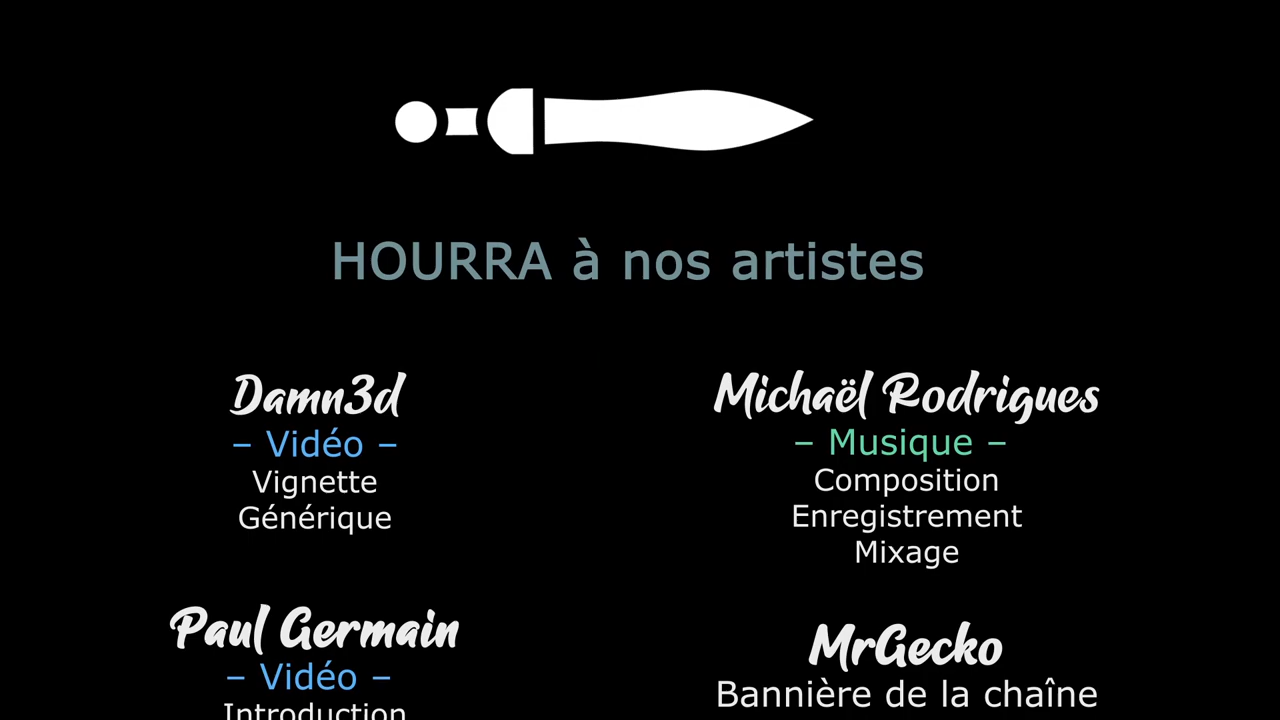 HOURRA à nos artistes
Damn3d
– Vidéo –
Vignette
Générique
Michaël Rodrigues
– Musique –
Composition
Enregistrement
Mixage
Paul Germain
– Vidéo –
Introduction
MrGecko
Bannière de la chaîne